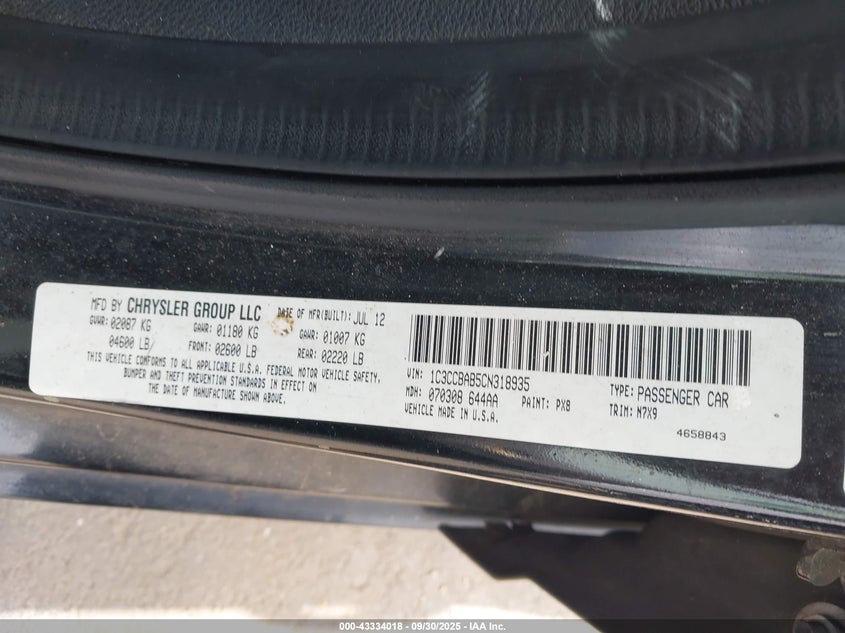 MFD BY CHRYSLER GROUP LLC DATE OF MFR(BUILT): JUL 12
GVWR: 02087 KG GAWR: 01180 KG GAWR: 01007 KG
04600 LB/ FRONT: 02600 LB REAR: 02220 LB
THIS VEHICLE CONFORMS TO ALL APPLICABLE U.S.A. FEDERAL MOTOR VEHICLE SAFETY,
BUMPER AND THEFT PREVENTION STANDARDS IN EFFECT ON
THE DATE OF MANUFACTURE SHOWN ABOVE.
VIN: 1C3CCBAB5CN318935 TYPE: PASSENGER CAR
MDH: 070308 644AA PAINT: PX8 TRIM: N7X9
VEHICLE MADE IN U.S.A.
4658843
000-43334018 - 09/30/2025 - IAA Inc.